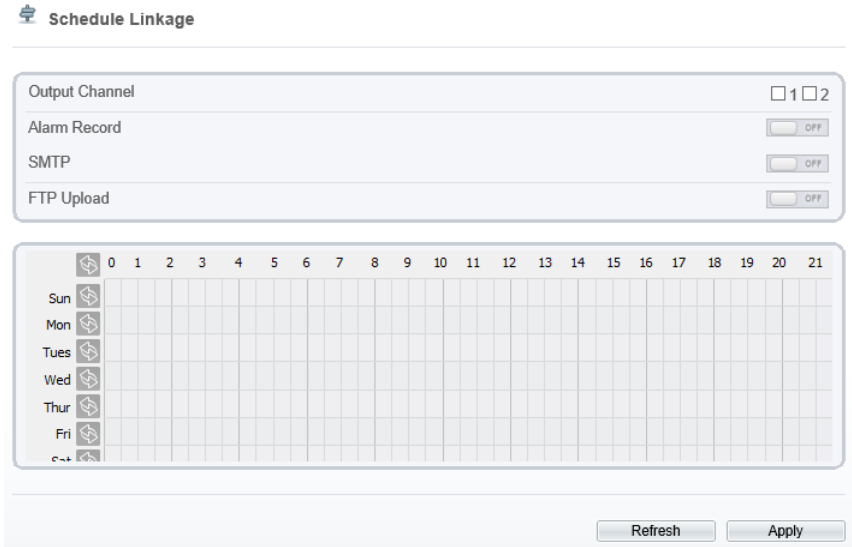 Schedule Linkage
Output Channel 1 2
Alarm Record OFF
SMTP OFF
FTP Upload OFF
0 1 2 3 4 5 6 7 8 9 10 11 12 13 14 15 16 17 18 19 20 21
Sun
Mon
Tues
Wed
Thur
Fri
Sat
Refresh Apply